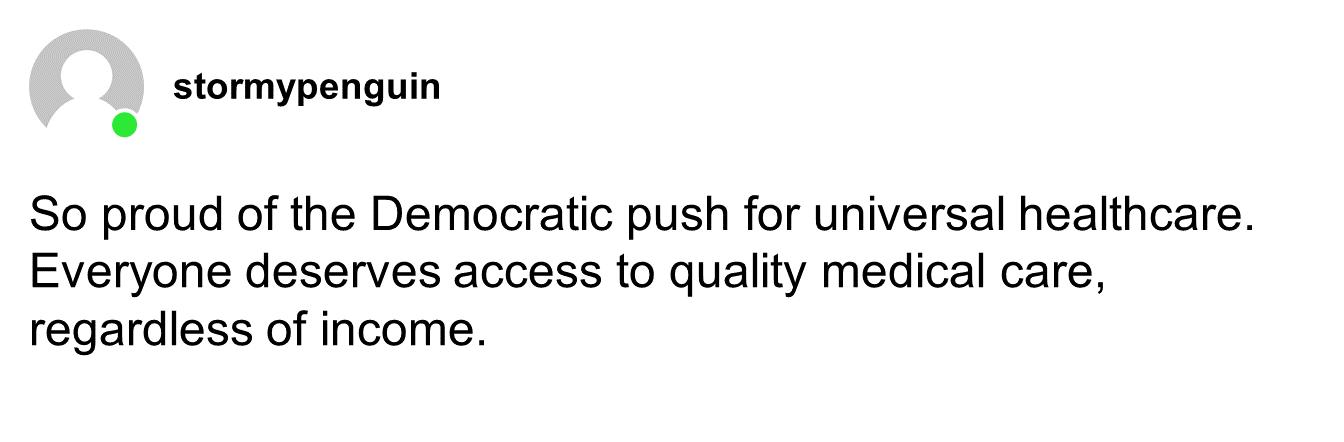 stormypenguin
So proud of the Democratic push for universal healthcare.
Everyone deserves access to quality medical care,
regardless of income.